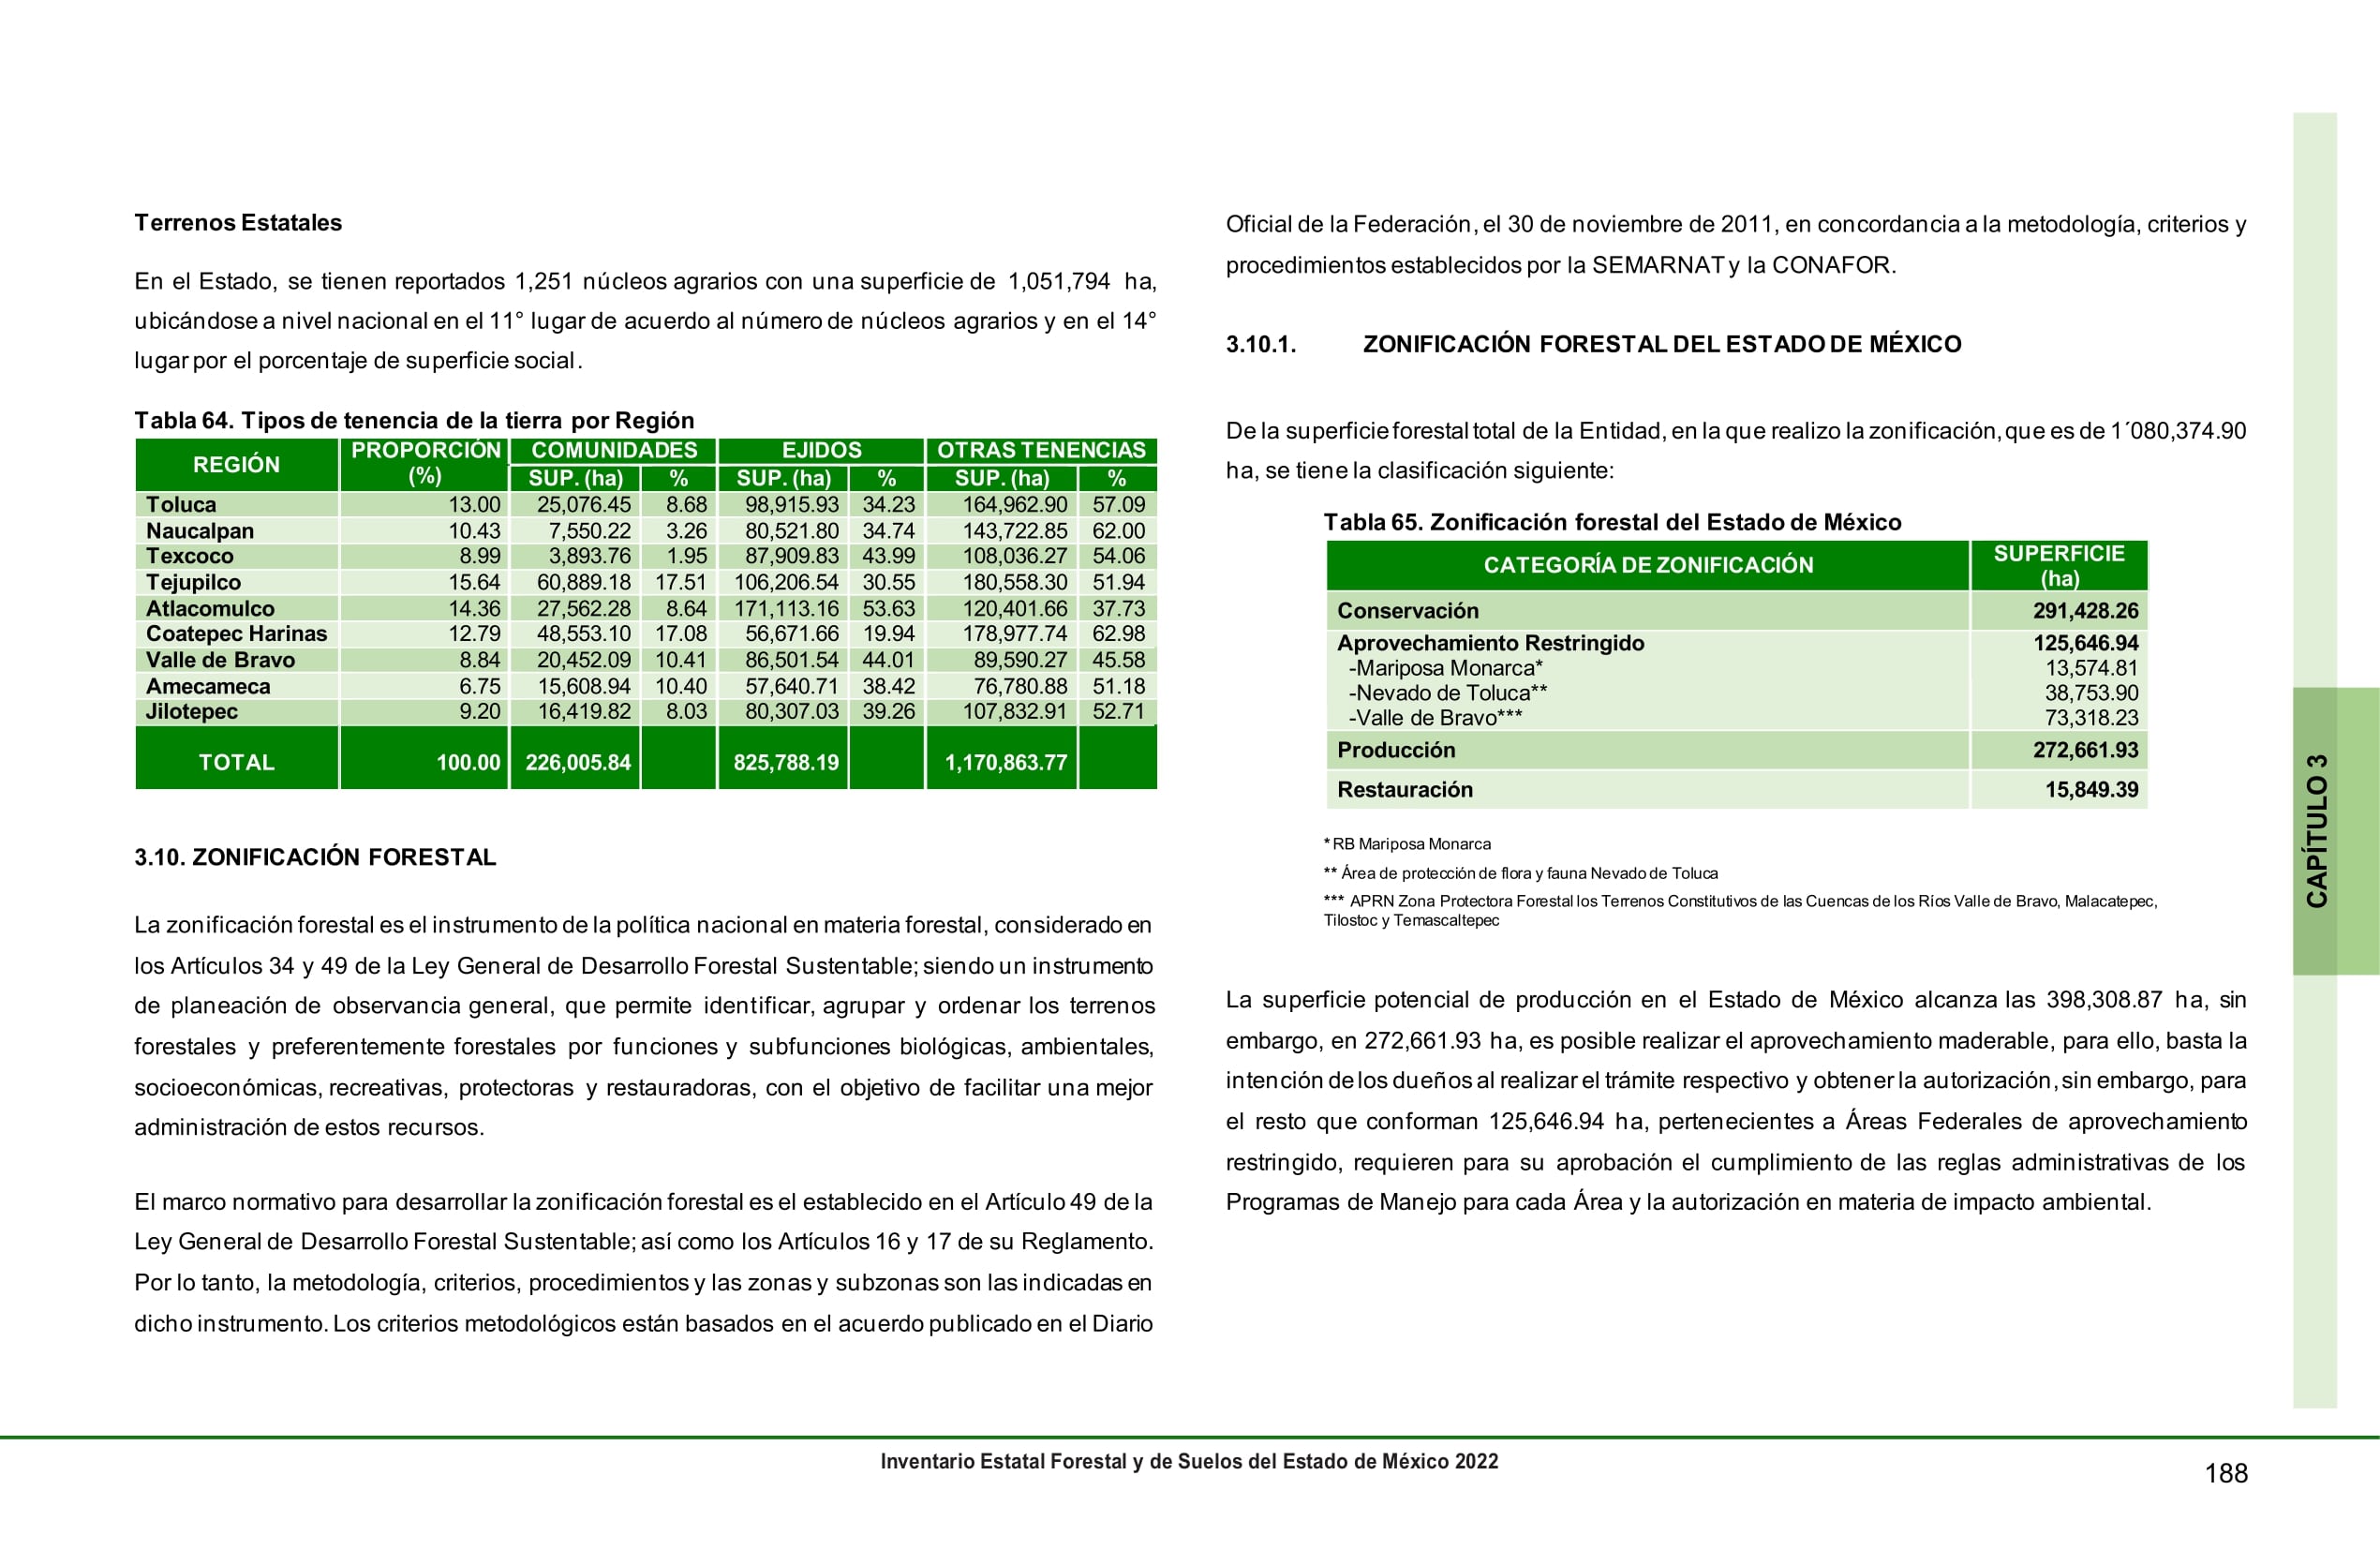 Terrenos Estatales
En el Estado, se tienen reportados 1,251 núcleos agrarios con una superficie de 1,051,794 ha,
ubicándose a nivel nacional en el 11° lugar de acuerdo al número de núcleos agrarios y en el 14°
lugar por el porcentaje de superficie social.
Tabla 64. Tipos de tenencia de la tierra por Región
REGIÓN PROPORCIÓN (%) COMUNIDADES EJIDOS OTRAS TENENCIAS
SUP. (ha) % SUP. (ha) % SUP. (ha) %
Toluca 13.00 25,076.45 8.68 98,915.93 34.23 164,962.90 57.09
Naucalpan 10.43 7,550.22 3.26 80,521.80 34.74 143,722.85 62.00
Texcoco 8.99 3,893.76 1.95 87,909.83 43.99 108,036.27 54.06
Tejupilco 15.64 60,889.18 17.51 106,206.54 30.55 180,558.30 51.94
Atlacomulco 14.36 27,562.28 8.64 171,113.16 53.63 120,401.66 37.73
Coatepec Harinas 12.79 48,553.10 17.08 56,671.66 19.94 178,977.74 62.98
Valle de Bravo 8.84 20,452.09 10.41 86,501.54 44.01 89,590.27 45.58
Amecameca 6.75 15,608.94 10.40 57,640.71 38.42 76,780.88 51.18
Jilotepec 9.20 16,419.82 8.03 80,307.03 39.26 107,832.91 52.71
TOTAL 100.00 226,005.84 825,788.19 1,170,863.77
3.10. ZONIFICACIÓN FORESTAL
La zonificación forestal es el instrumento de la política nacional en materia forestal, considerado en
los Artículos 34 y 49 de la Ley General de Desarrollo Forestal Sustentable; siendo un instrumento
de planeación de observancia general, que permite identificar, agrupar y ordenar los terrenos
forestales y preferentemente forestales por funciones y subfunciones biológicas, ambientales,
socioeconómicas, recreativas, protectoras y restauradoras, con el objetivo de facilitar una mejor
administración de estos recursos.
El marco normativo para desarrollar la zonificación forestal es el establecido en el Artículo 49 de la
Ley General de Desarrollo Forestal Sustentable; así como los Artículos 16 y 17 de su Reglamento.
Por lo tanto, la metodología, criterios, procedimientos y las zonas y subzonas son las indicadas en
dicho instrumento. Los criterios metodológicos están basados en el acuerdo publicado en el Diario
Oficial de la Federación, el 30 de noviembre de 2011, en concordancia a la metodología, criterios y
procedimientos establecidos por la SEMARNAT y la CONAFOR.
3.10.1. ZONIFICACIÓN FORESTAL DEL ESTADO DE MÉXICO
De la superficie forestal total de la Entidad, en la que realizo la zonificación, que es de 1´080,374.90
ha, se tiene la clasificación siguiente:
Tabla 65. Zonificación forestal del Estado de México
CATEGORÍA DE ZONIFICACIÓN SUPERFICIE (ha)
Conservación 291,428.26
Aprovechamiento Restringido 125,646.94
-Mariposa Monarca* 13,574.81
-Nevado de Toluca** 38,753.90
-Valle de Bravo*** 73,318.23
Producción 272,661.93
Restauración 15,849.39
* RB Mariposa Monarca
** Área de protección de flora y fauna Nevado de Toluca
*** APRN Zona Protectora Forestal los Terrenos Constitutivos de las Cuencas de los Ríos Valle de Bravo, Malacatepec,
Tilostoc y Temascaltepec
La superficie potencial de producción en el Estado de México alcanza las 398,308.87 ha, sin
embargo, en 272,661.93 ha, es posible realizar el aprovechamiento maderable, para ello, basta la
intención de los dueños al realizar el trámite respectivo y obtener la autorización, sin embargo, para
el resto que conforman 125,646.94 ha, pertenecientes a Áreas Federales de aprovechamiento
restringido, requieren para su aprobación el cumplimiento de las reglas administrativas de los
Programas de Manejo para cada Área y la autorización en materia de impacto ambiental.
CAPÍTULO 3
Inventario Estatal Forestal y de Suelos del Estado de México 2022
188